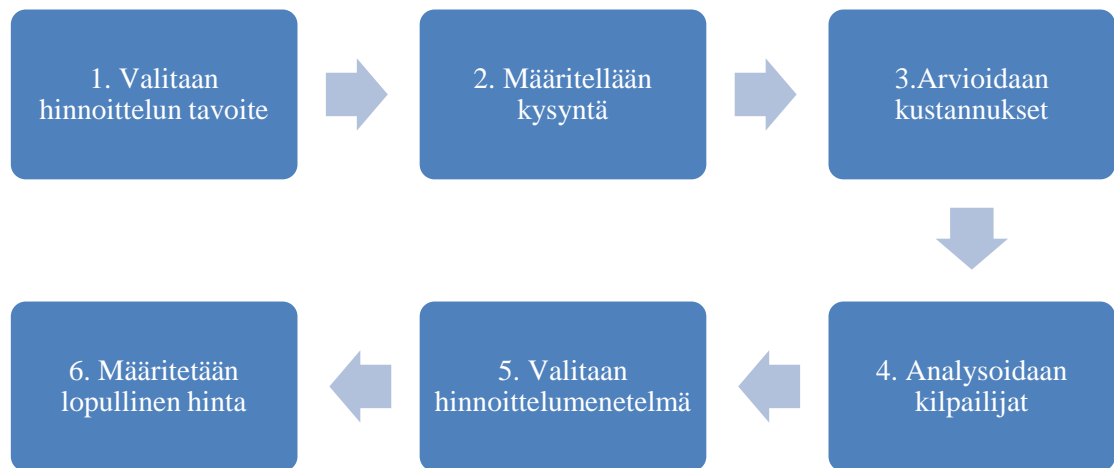 1. Valitaan
hinnoittelun tavoite
2. Määritellään
kysyntä
3.Arvioidaan
kustannukset
4. Analysoidaan
kilpailijat
5. Valitaan
hinnoittelumenetelmä
6. Määritetään
lopullinen hinta